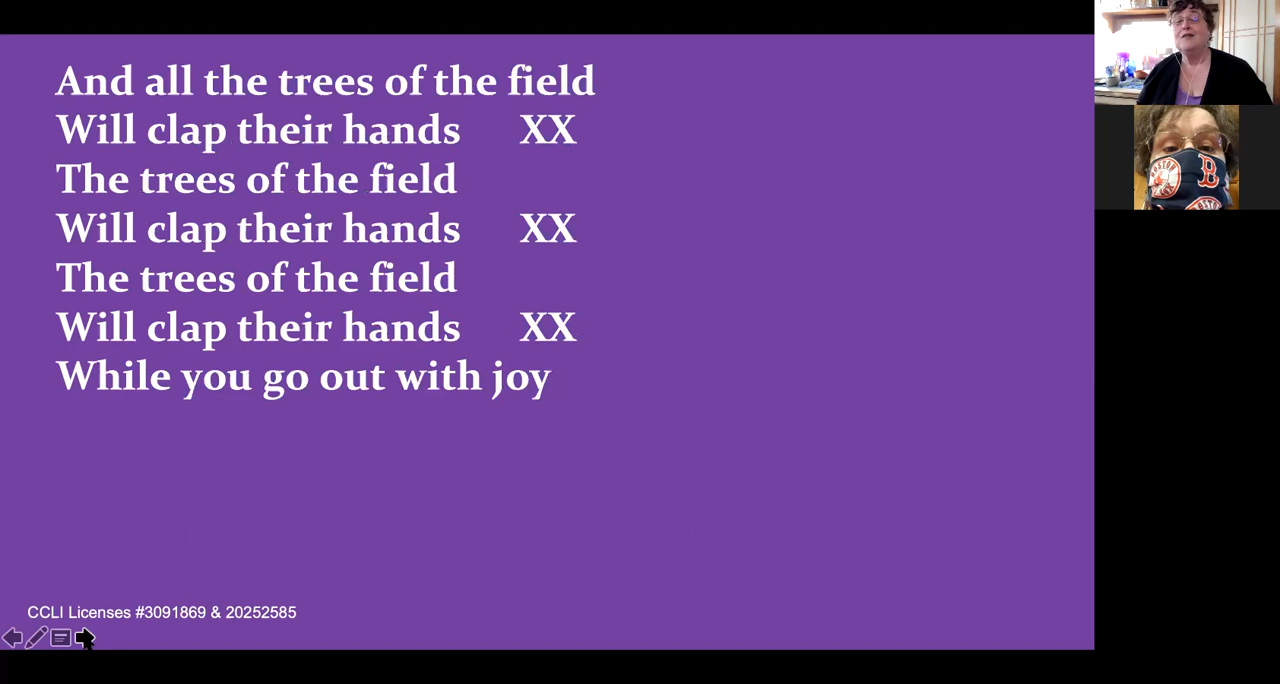 And all the trees of the field
Will clap their hands XX
The trees of the field
Will clap their hands XX
The trees of the field
Will clap their hands XX
While you go out with joy
CCLI Licenses #3091869 & 20252585
BOSTON
B